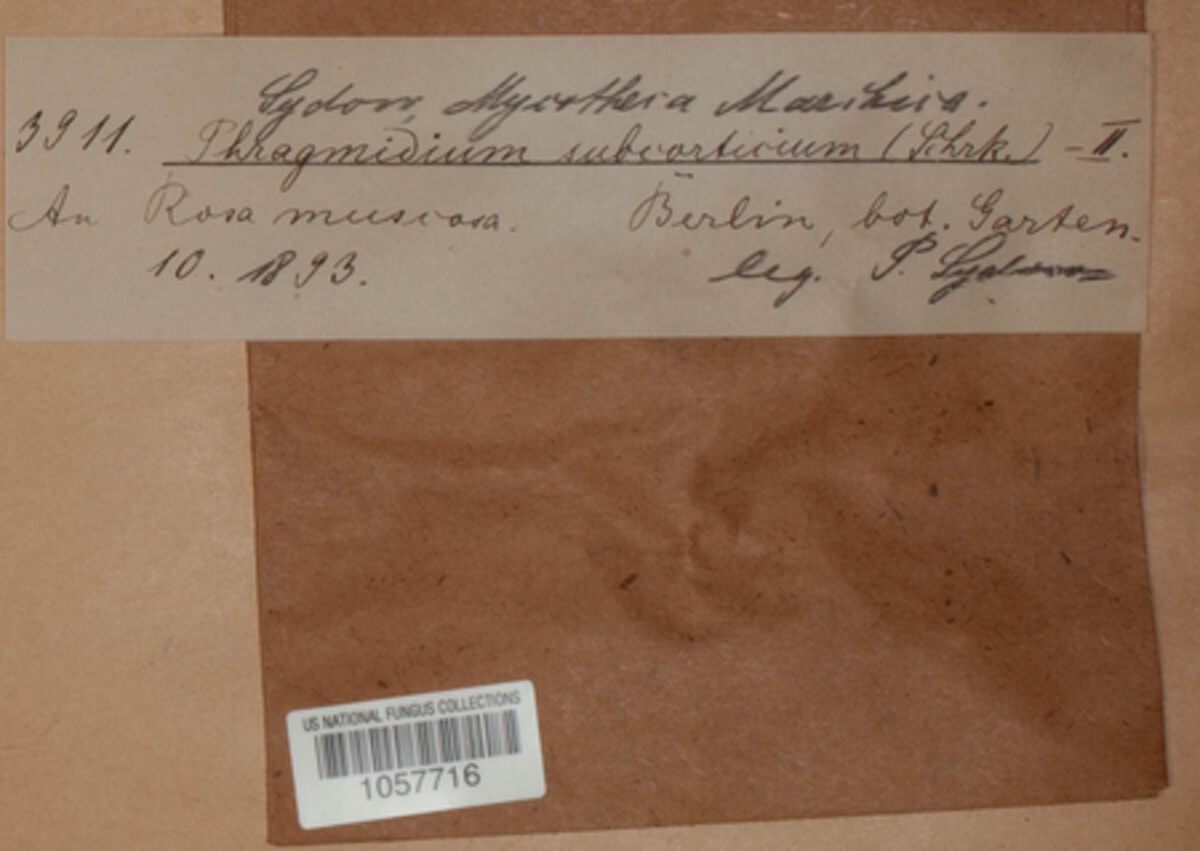 Sydow, Mycotheca Marchica.
3911. Phragmidium subcorticium (Schrk.) - II.
An Rosa muscosa. Berlin, bot. Garten.
10. 1893. leg. P. Sydow
US NATIONAL FUNGUS COLLECTIONS
1057716